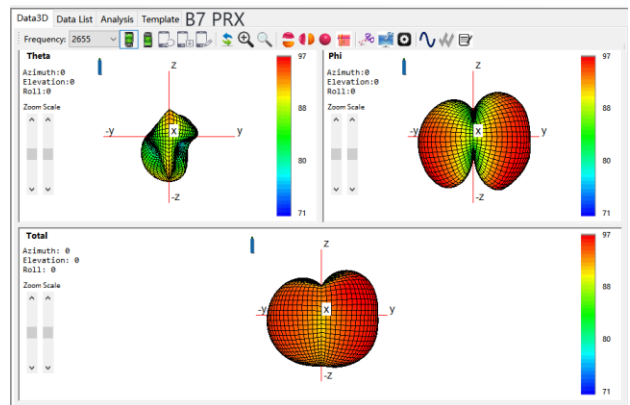 Data3D Data List Analysis Template B7 PRX
Frequency: 2655
Theta
Azimuth:0
Elevation:0
Roll:0
Zoom Scale
z
-y
x
y
-z
97
88
80
71
Phi
Azimuth:0
Elevation:0
Roll:0
Zoom Scale
z
-y
x
y
-z
97
88
80
71
Total
Azimuth: 0
Elevation: 0
Roll: 0
Zoom Scale
z
-y
x
y
-z
97
88
80
71